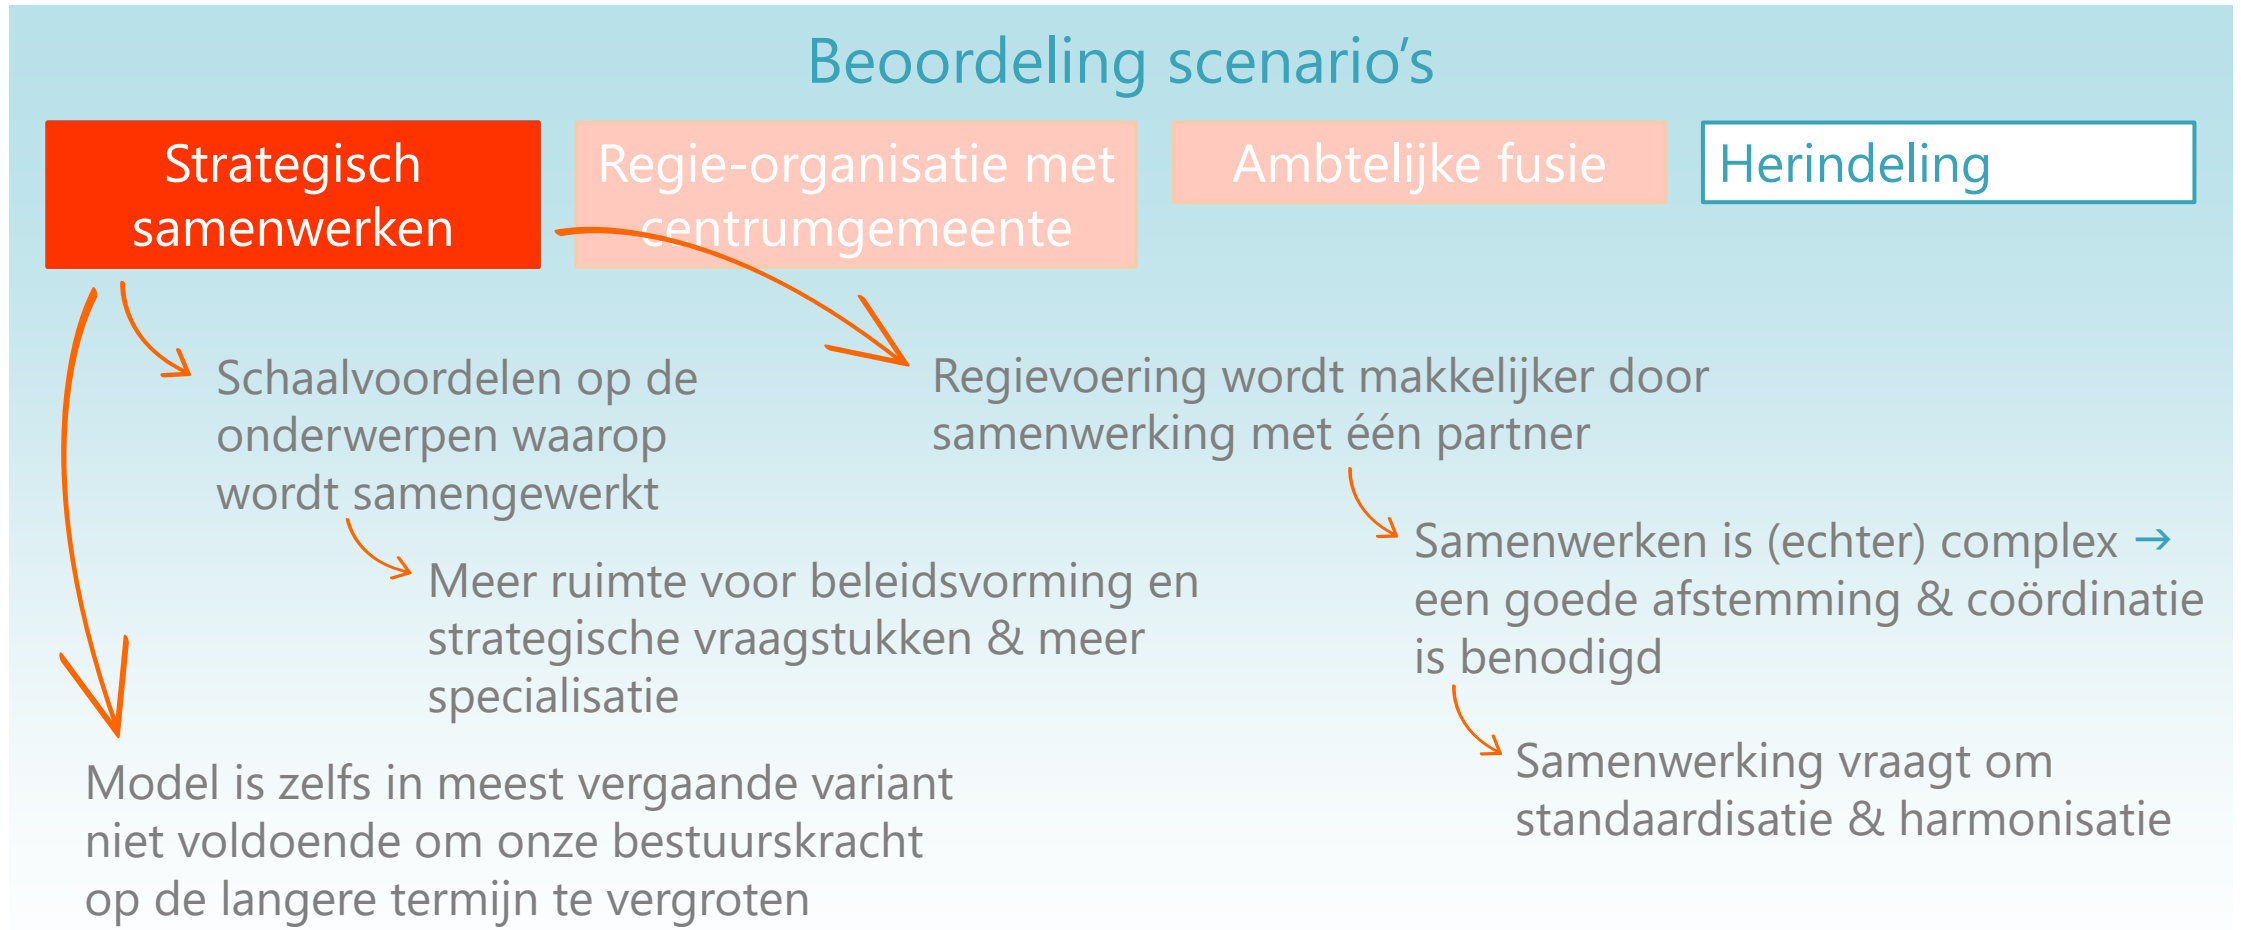 Beoordeling scenario’s
Strategisch
samenwerken
Regie-organisatie met
centrumgemeente
Ambtelijke fusie
Herindeling
Schaalvoordelen op de
onderwerpen waarop
wordt samengewerkt
Meer ruimte voor beleidsvorming en
strategische vraagstukken & meer
specialisatie
Model is zelfs in meest vergaande variant
niet voldoende om onze bestuurskracht
op de langere termijn te vergroten
Regievoering wordt makkelijker door
samenwerking met één partner
Samenwerken is (echter) complex →
een goede afstemming & coördinatie
is benodigd
Samenwerking vraagt om
standaardisatie & harmonisatie